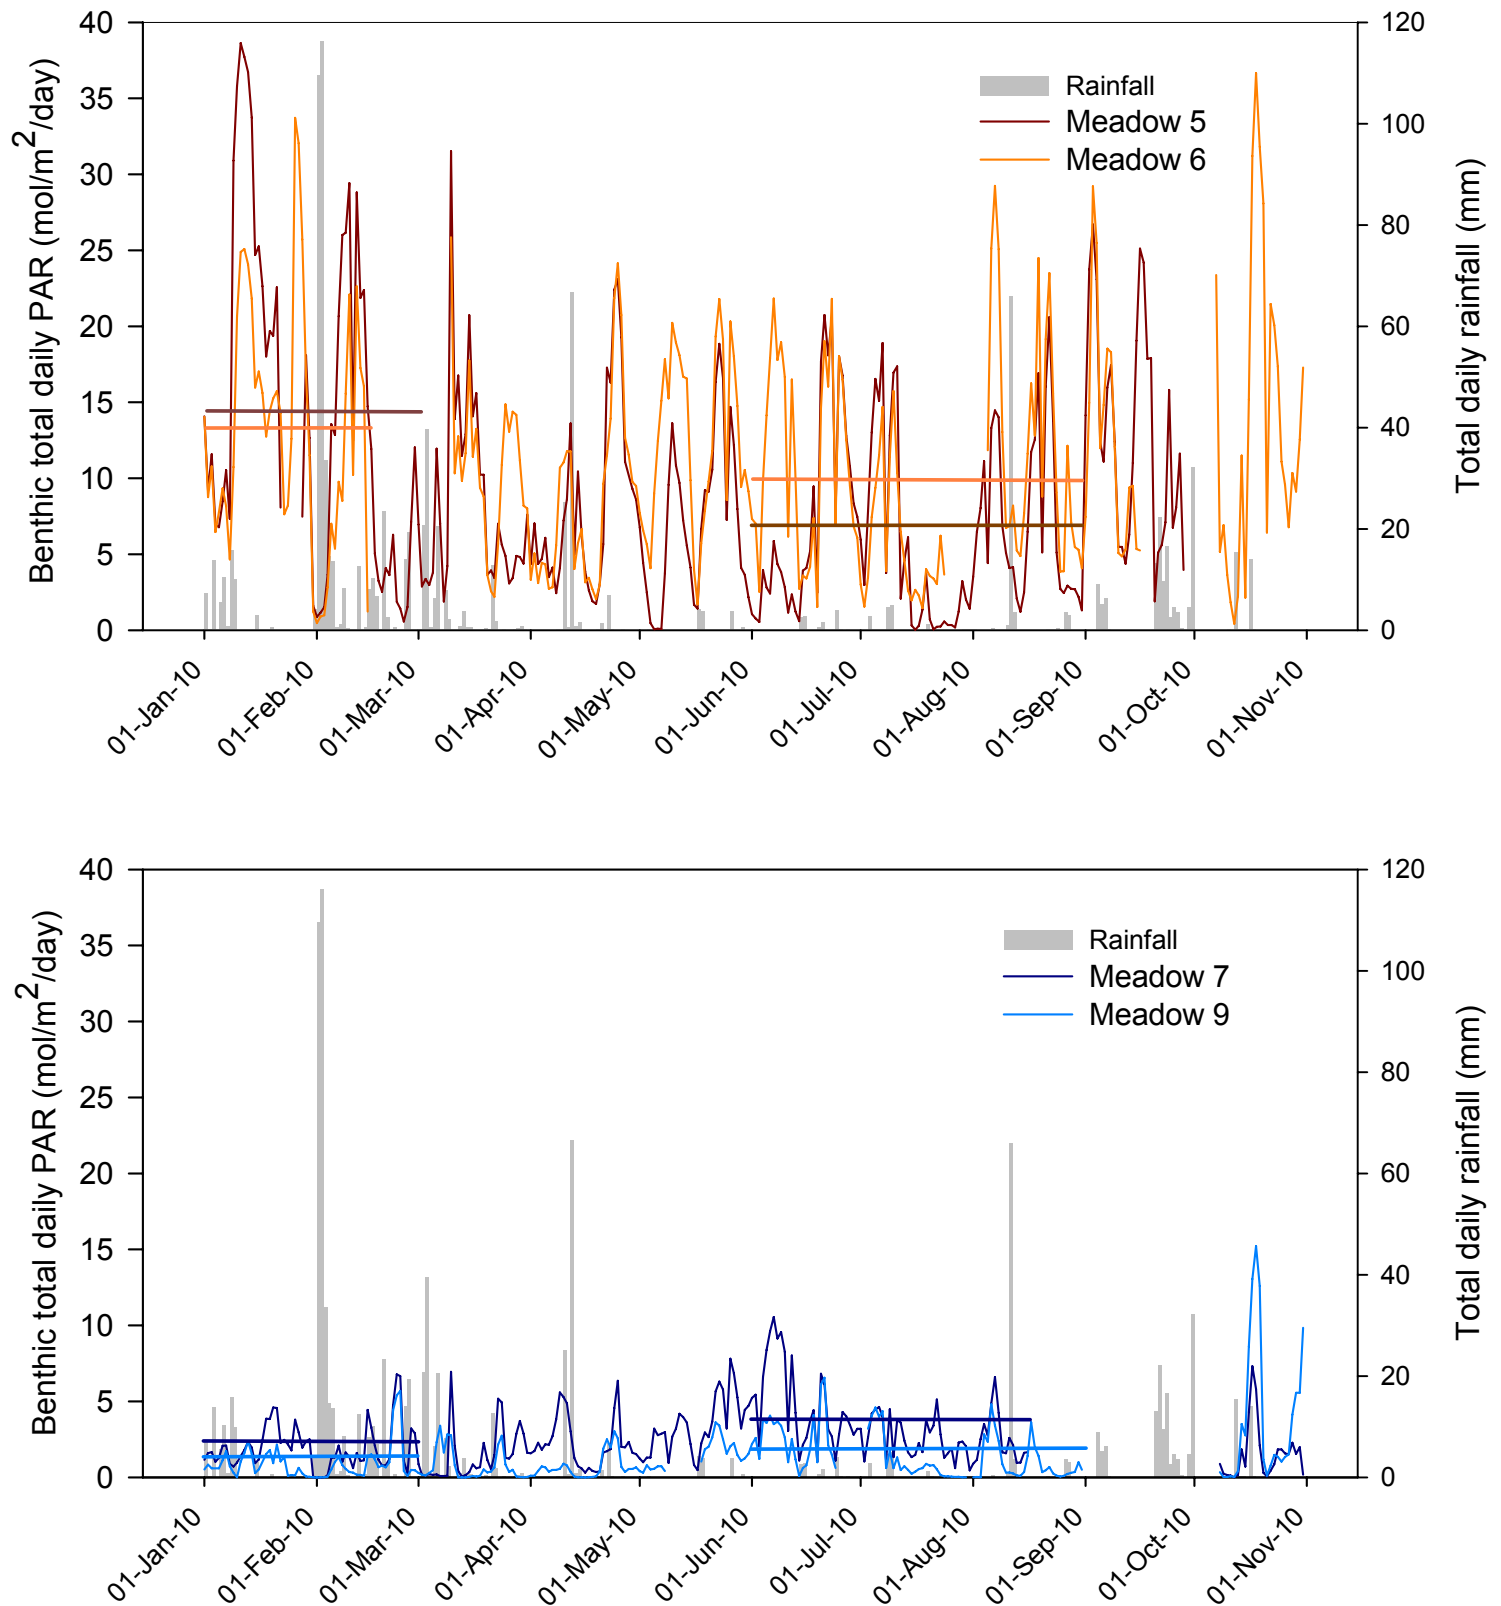 40
35
30
25
20
15
10
5
0
Benthic total daily PAR (mol/m²/day)
Rainfall
Meadow 5
Meadow 6
120
100
80
60
40
20
0
Total daily rainfall (mm)
01-Jan-10
01-Feb-10
01-Mar-10
01-Apr-10
01-May-10
01-Jun-10
01-Jul-10
01-Aug-10
01-Sep-10
01-Oct-10
01-Nov-10
40
35
30
25
20
15
10
5
0
Benthic total daily PAR (mol/m²/day)
Rainfall
Meadow 7
Meadow 9
120
100
80
60
40
20
0
Total daily rainfall (mm)
01-Jan-10
01-Feb-10
01-Mar-10
01-Apr-10
01-May-10
01-Jun-10
01-Jul-10
01-Aug-10
01-Sep-10
01-Oct-10
01-Nov-10